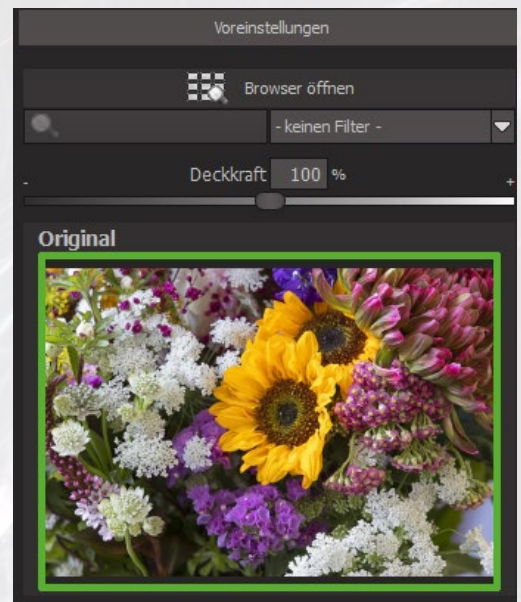 Voreinstellungen
Browser öffnen
- keinen Filter -
Deckkraft 100 %
- +
Original